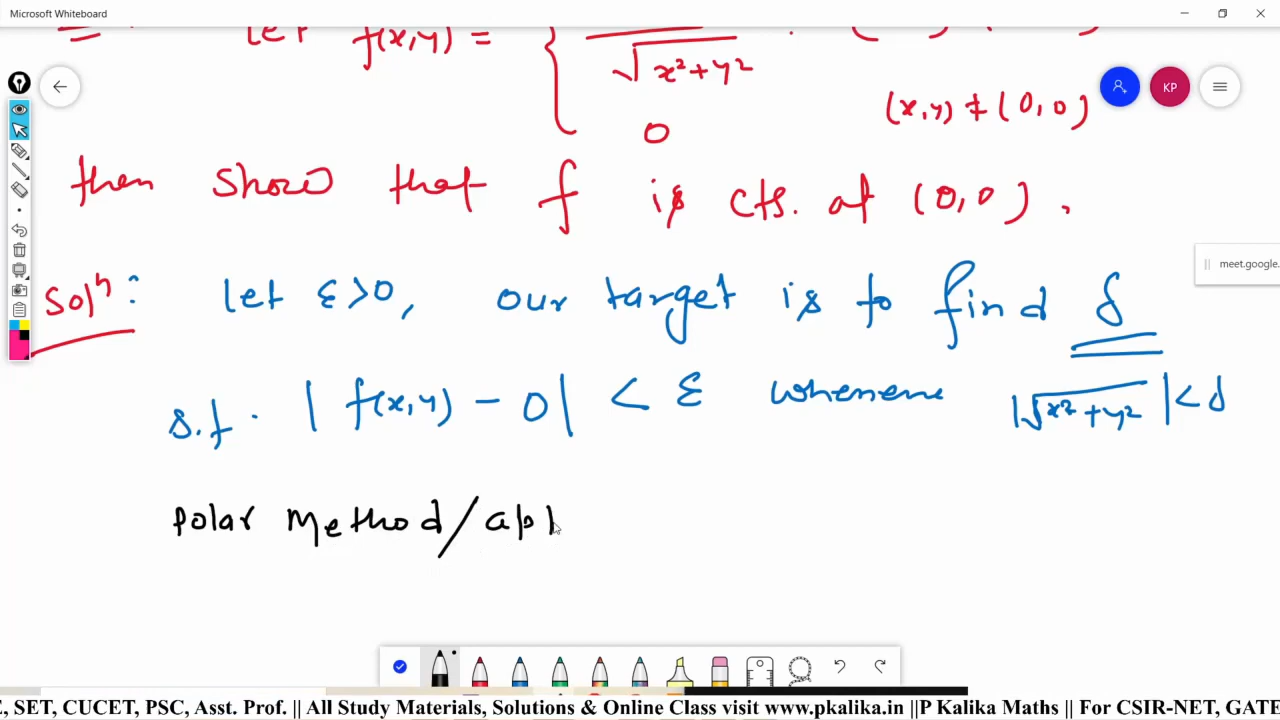 Microsoft Whiteboard
let f(x,y) =
√x²+y²
(x,y) ≠ (0,0)
KP
0
then show that f is cts. at (0,0).
meet.google.
Solⁿ: let ε>0, our target is to find δ
s.t. | f(x,y) - 0| < ε whenever |√x²+y²|<δ
Polar Method/app
E, SET, CUCET, PSC, Asst. Prof. || All Study Materials, Solutions & Online Class visit www.pkalika.in ||P Kalika Maths || For CSIR-NET, GATE